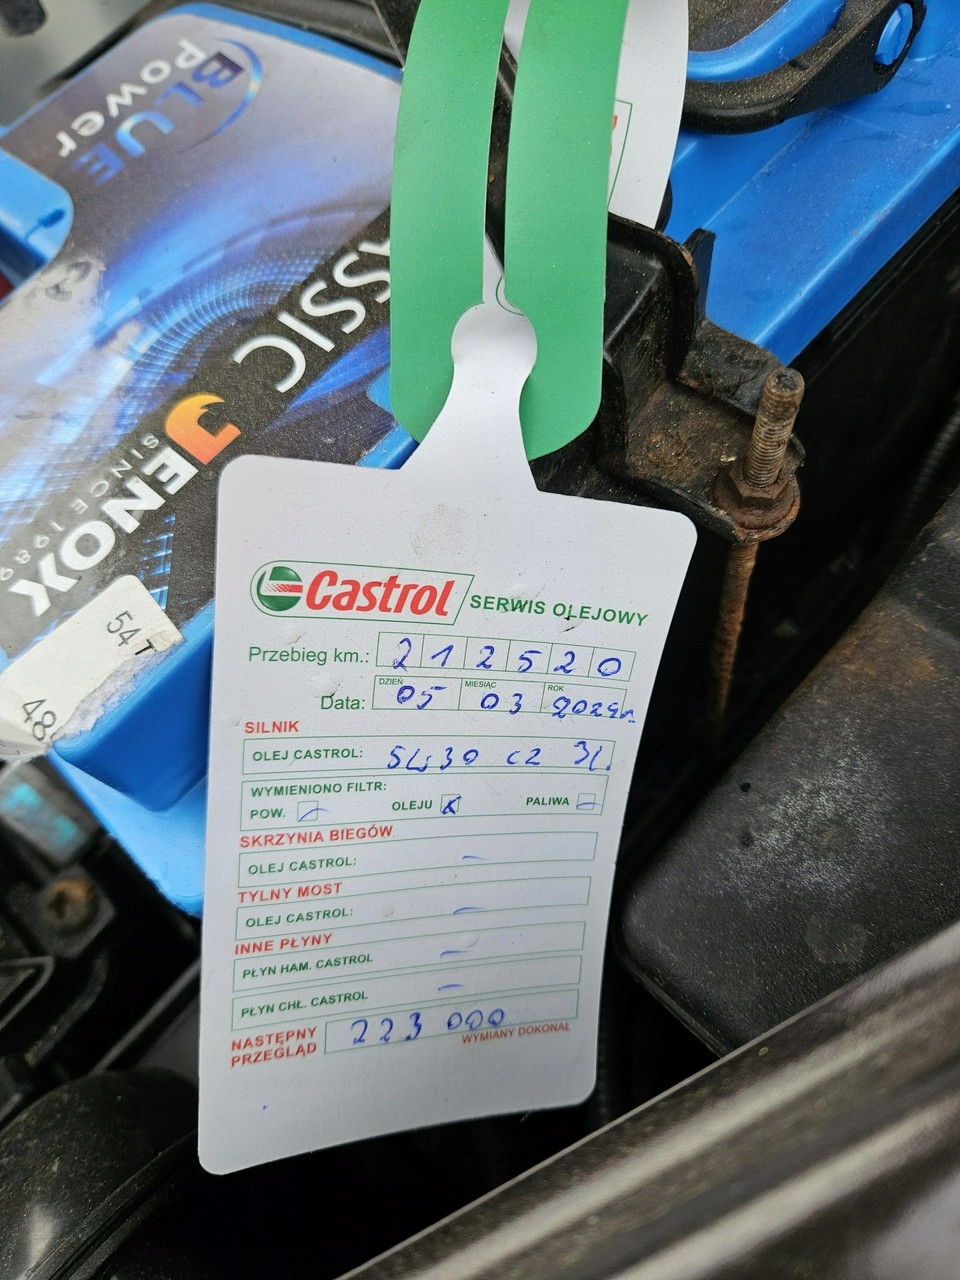 BLUE
Power
ASSIC
JENOX
SINCE 1989
54T
48
Castrol SERWIS OLEJOWY
Przebieg km.: 212520
DZIEŃ MIESIĄC ROK
Data: 05 03 2024r.
SILNIK
OLEJ CASTROL: 5W30 C2 3l.
WYMIENIONO FILTR:
POW. OLEJU x PALIWA
SKRZYNIA BIEGÓW
OLEJ CASTROL: –
TYLNY MOST
OLEJ CASTROL: –
INNE PŁYNY
PŁYN HAM. CASTROL –
PŁYN CHŁ. CASTROL –
NASTĘPNY
PRZEGLĄD 223 000
WYMIANY DOKONAŁ